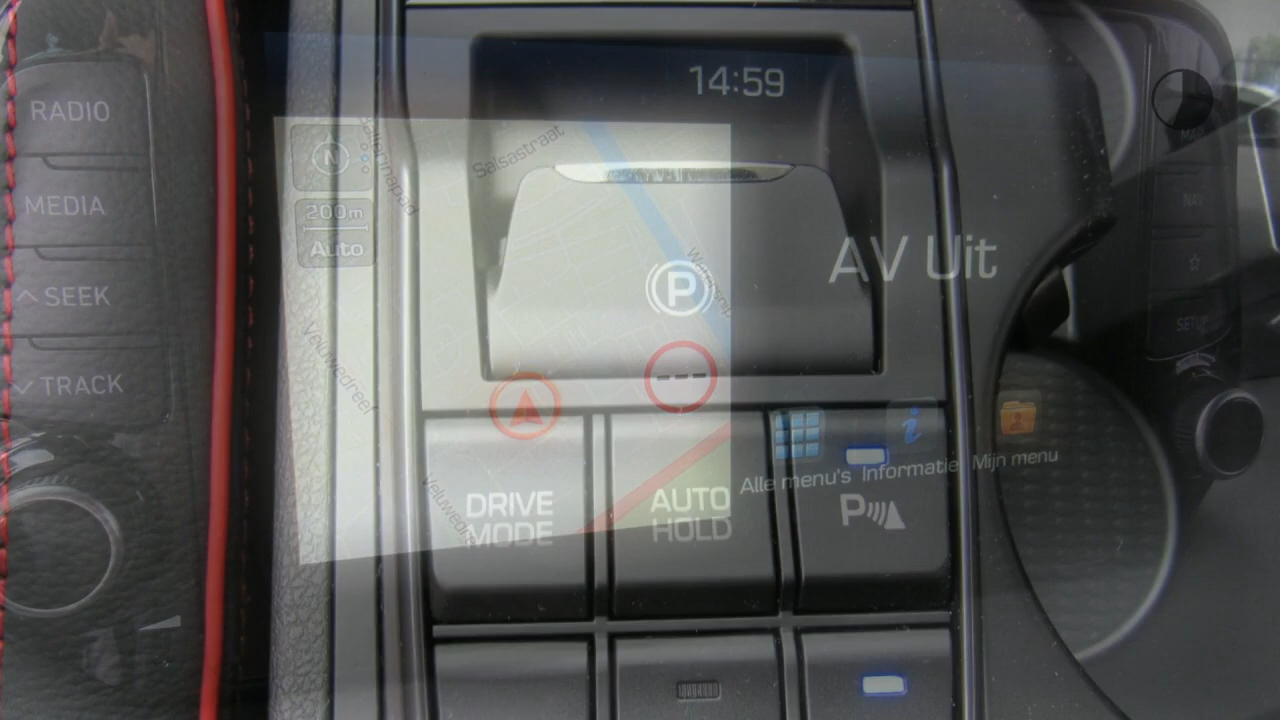 14:59
RADIO
MEDIA
SEEK
TRACK
N
200m
Auto
Salsastraat
Veluwedreef
AV Uit
P
---
DRIVE
MODE
AUTO
HOLD
P
Alle menu's
Informatie
Mijn menu
MAP
NAV
SETUP